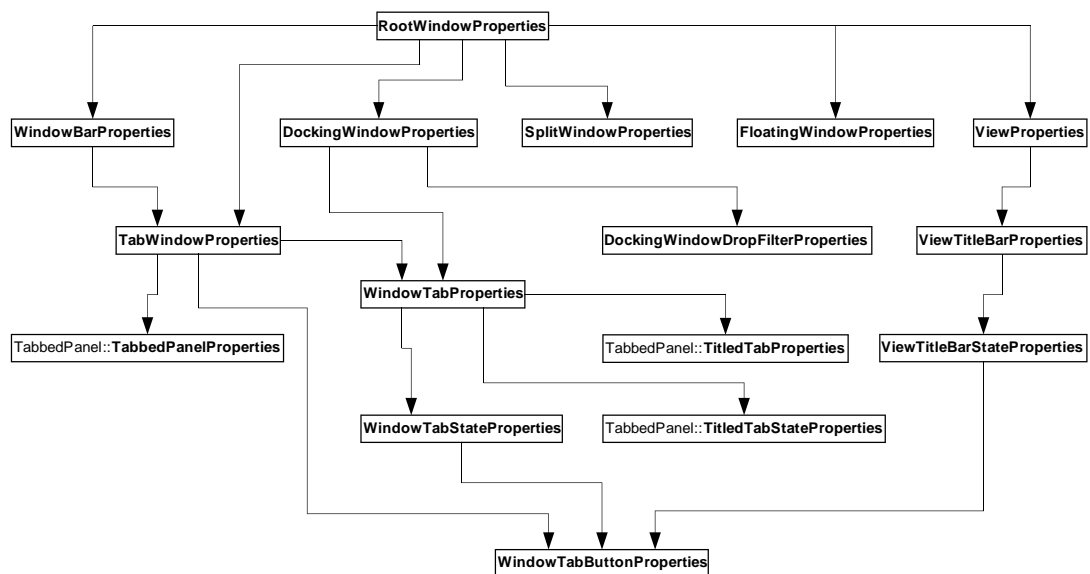 RootWindowProperties
WindowBarProperties
DockingWindowProperties
SplitWindowProperties
FloatingWindowProperties
ViewProperties
TabWindowProperties
DockingWindowDropFilterProperties
ViewTitleBarProperties
WindowTabProperties
TabbedPanel::TabbedPanelProperties
TabbedPanel::TitledTabProperties
ViewTitleBarStateProperties
WindowTabStateProperties
TabbedPanel::TitledTabStateProperties
WindowTabButtonProperties